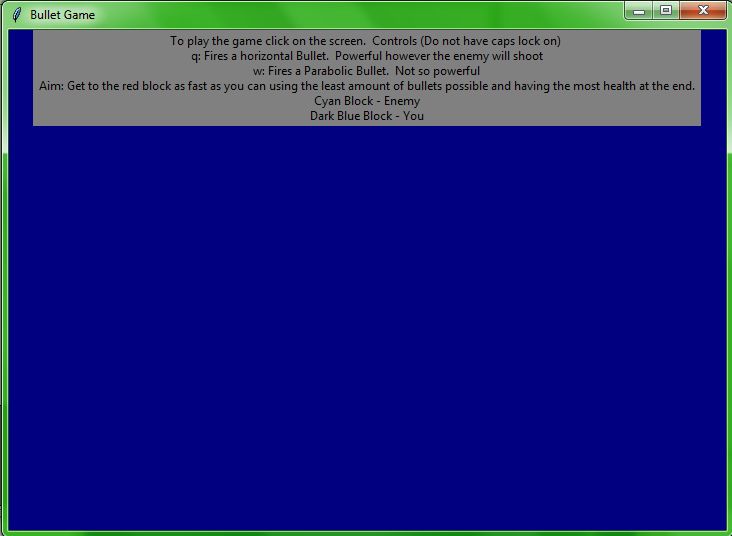 Bullet Game
To play the game click on the screen.  Controls (Do not have caps lock on)
q: Fires a horizontal Bullet.  Powerful however the enemy will shoot
w: Fires a Parabolic Bullet.  Not so powerful
Aim: Get to the red block as fast as you can using the least amount of bullets possible and having the most health at the end.
Cyan Block - Enemy
Dark Blue Block - You